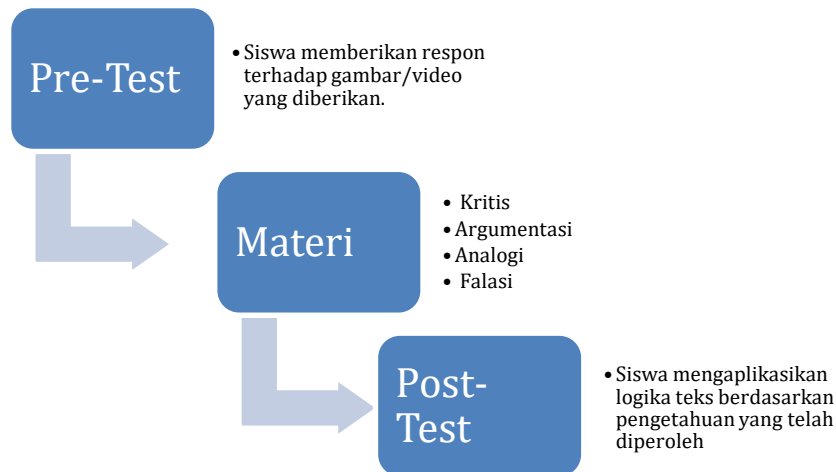 Pre-Test
• Siswa memberikan respon
terhadap gambar/video
yang diberikan.
Materi
• Kritis
• Argumentasi
• Analogi
• Falasi
Post-
Test
• Siswa mengaplikasikan
logika teks berdasarkan
pengetahuan yang telah
diperoleh